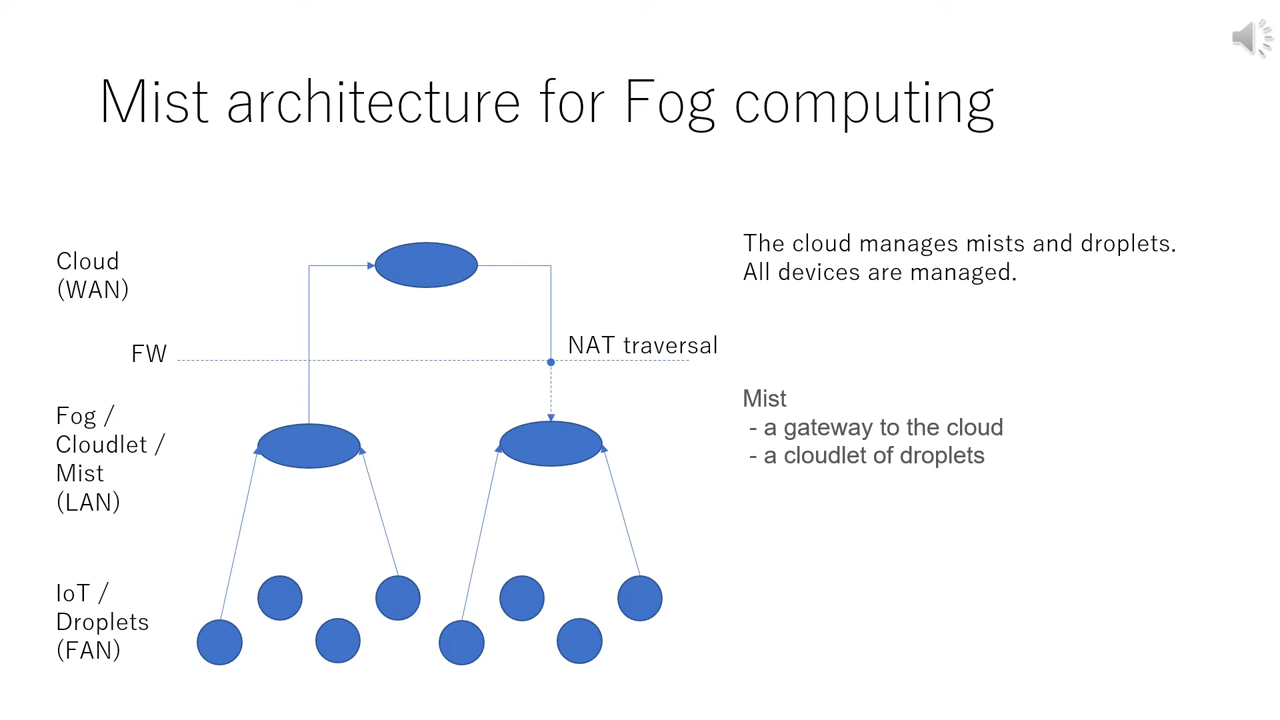 Mist architecture for Fog computing
Cloud
(WAN)
The cloud manages mists and droplets.
All devices are managed.
FW
NAT traversal
Fog /
Cloudlet /
Mist
(LAN)
Mist
- a gateway to the cloud
- a cloudlet of droplets
IoT /
Droplets
(FAN)